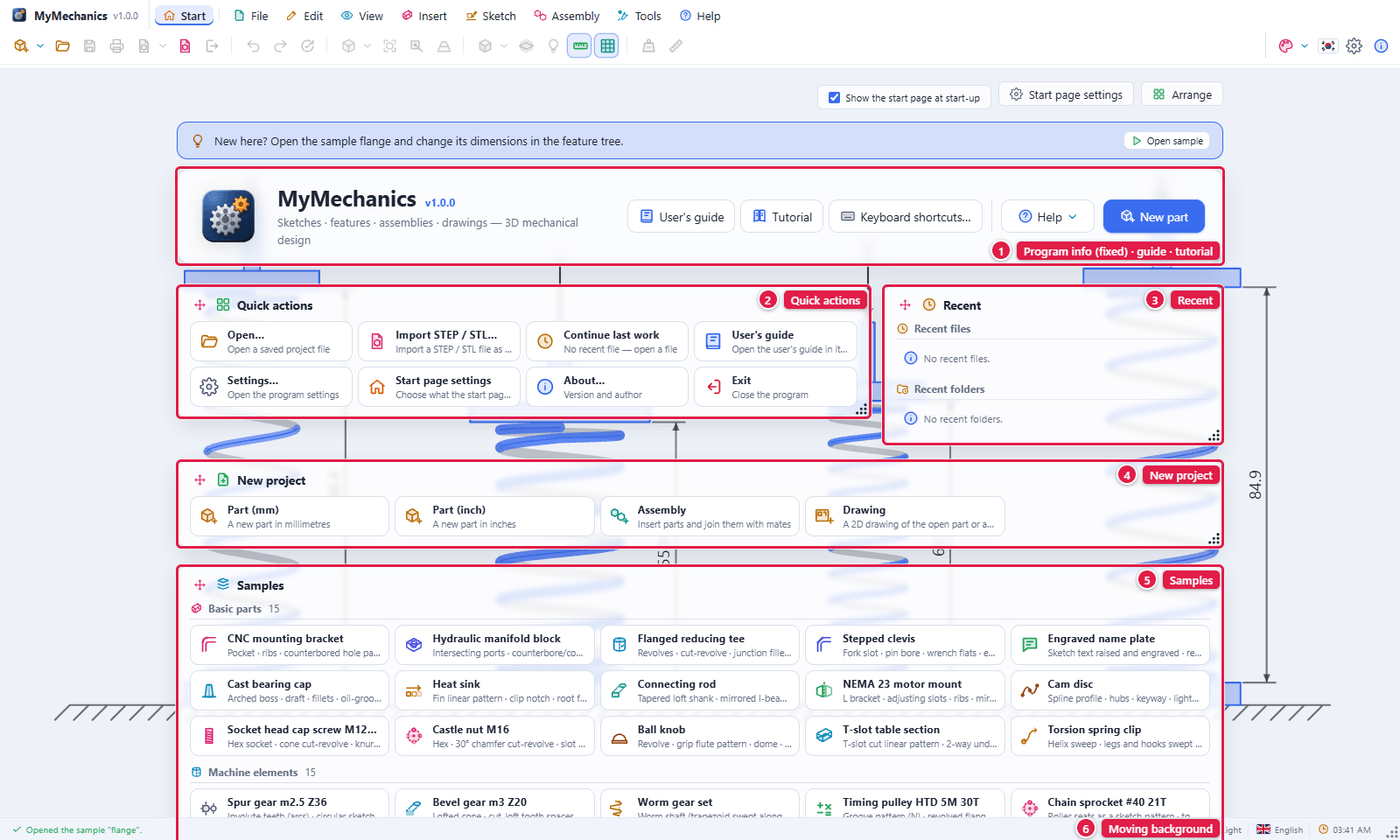 MyMechanics v1.0.0 Start File Edit View Insert Sketch Assembly Tools Help
Show the start page at start-up Start page settings Arrange
New here? Open the sample flange and change its dimensions in the feature tree. Open sample
MyMechanics v1.0.0
Sketches · features · assemblies · drawings — 3D mechanical
design
User's guide Tutorial Keyboard shortcuts... Help New part
1 Program info (fixed) · guide · tutorial
Quick actions 2 Quick actions
Open... Import STEP / STL... Continue last work User's guide
Open a saved project file Import a STEP / STL file as ... No recent file — open a file Open the user's guide in it...
Settings... Start page settings About... Exit
Open the program settings Choose what the start pag... Version and author Close the program
Recent 3 Recent
Recent files
No recent files.
Recent folders
No recent folders.
84.9
New project 4 New project
Part (mm) Part (inch) Assembly Drawing
A new part in millimetres A new part in inches Insert parts and join them with mates A 2D drawing of the open part or a...
Samples 5 Samples
Basic parts 15
CNC mounting bracket Hydraulic manifold block Flanged reducing tee Stepped clevis Engraved name plate
Pocket · ribs · counterbored hole pa... Intersecting ports · counterbore/co... Revolves · cut-revolve · junction fille... Fork slot · pin bore · wrench flats · e... Sketch text raised and engraved · re...
Cast bearing cap Heat sink Connecting rod NEMA 23 motor mount Cam disc
Arched boss · draft · fillets · oil-groo... Fin linear pattern · clip notch · root f... Tapered loft shank · mirrored I-bea... L bracket · adjusting slots · ribs · mir... Spline profile · hubs · keyway · light...
Socket head cap screw M12... Castle nut M16 Ball knob T-slot table section Torsion spring clip
Hex socket · cone cut-revolve · knur... Hex · 30° chamfer cut-revolve · slot ... Revolve · grip flute pattern · dome · ... T-slot cut linear pattern · 2-way und... Helix sweep · legs and hooks swept ...
Machine elements 15
Spur gear m2.5 Z36 Bevel gear m3 Z20 Worm gear set Timing pulley HTD 5M 30T Chain sprocket #40 21T
6 Moving background
Opened the sample "flange". English 03:41 AM